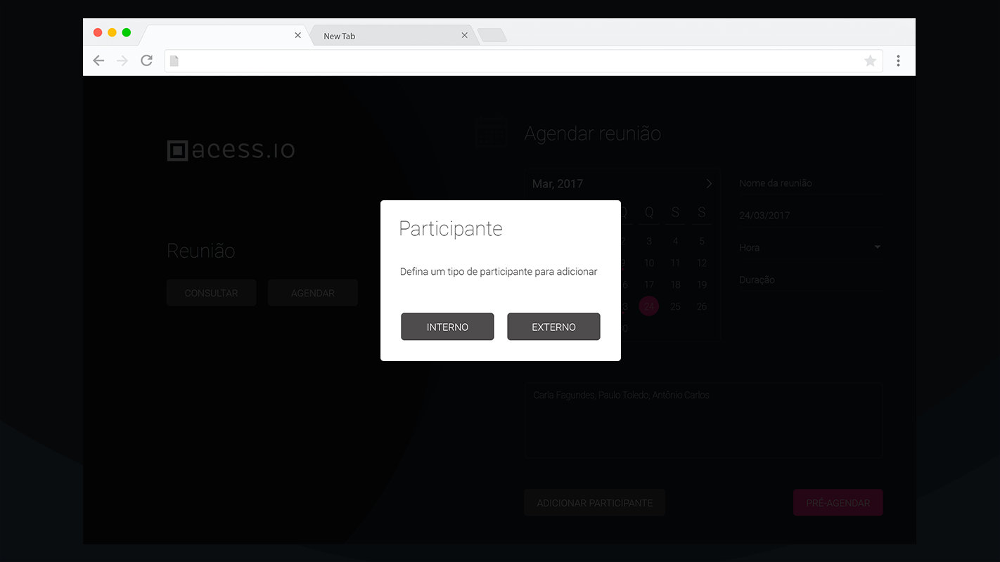 New Tab
acess.io
Agendar reunião
Mar, 2017
Nome da reunião
Q Q S S
24/03/2017
Participante
2 3 4 5
Reunião
Hora
9 10 11 12
Defina um tipo de participante para adicionar
Duração
6 17 18 19
CONSULTAR AGENDAR
23 24 25 26
INTERNO EXTERNO
0
Carla Fagundes, Paulo Toledo, Antônio Carlos
ADICIONAR PARTICIPANTE
PRÉ-AGENDAR